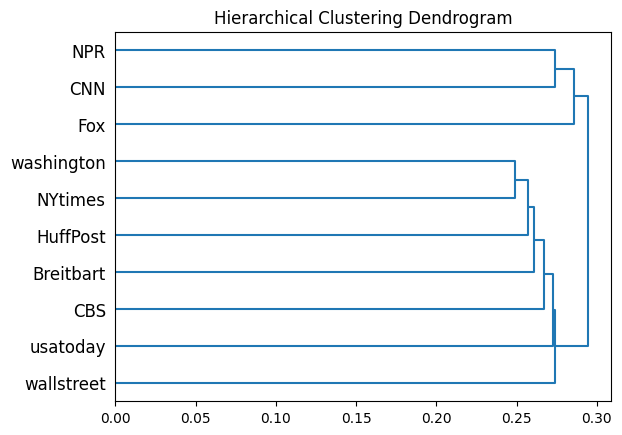 Hierarchical Clustering Dendrogram
NPR
CNN
Fox
washington
NYtimes
HuffPost
Breitbart
CBS
usatoday
wallstreet
0.00 0.05 0.10 0.15 0.20 0.25 0.30